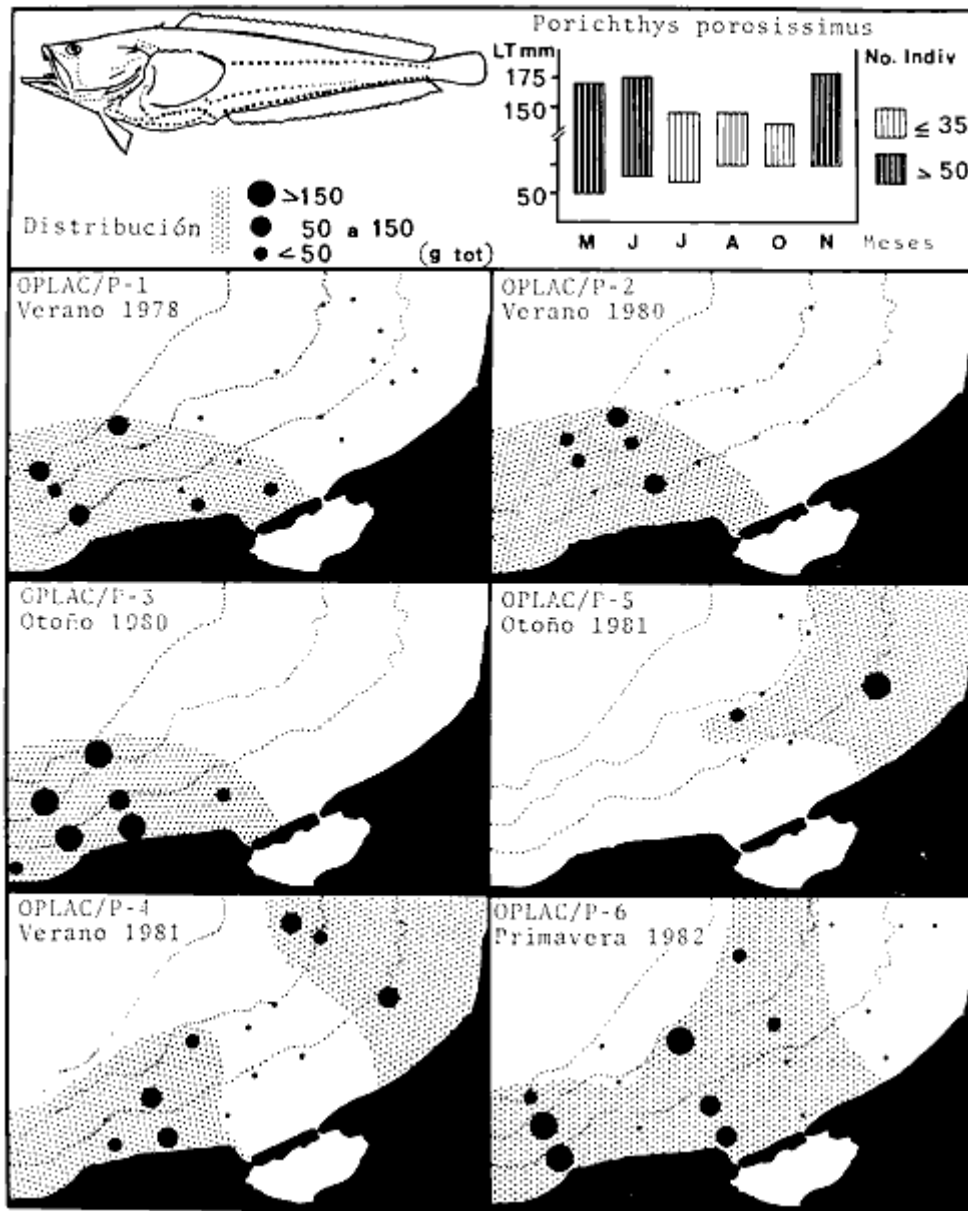 Porichthys porosissimus
LT mm
175
150
50
M J J A O N Meses
No. Indiv
≦ 35
> 50
Distribución
>150
50 a 150
<50 (g tot)
OPLAC/P-1
Verano 1978
OPLAC/P-2
Verano 1980
OPLAC/P-3
Otoño 1980
OPLAC/P-5
Otoño 1981
OPLAC/P-4
Verano 1981
OPLAC/P-6
Primavera 1982